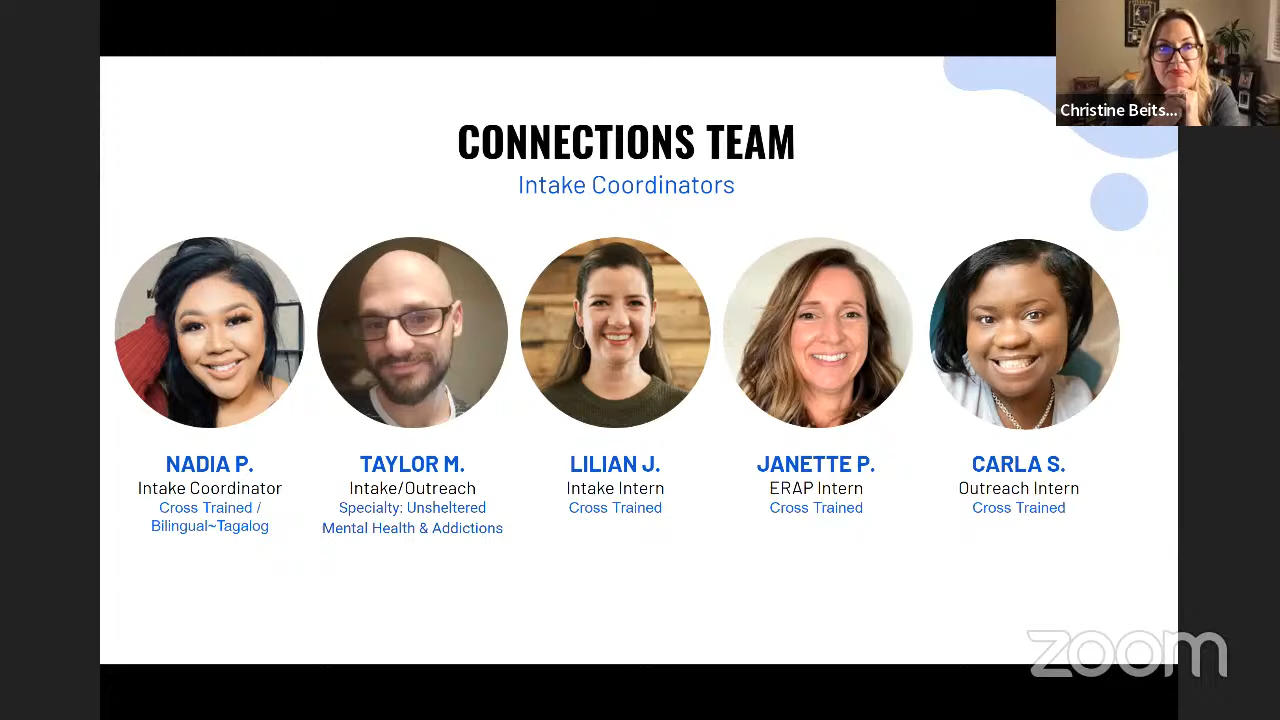 Christine Beits...
CONNECTIONS TEAM
Intake Coordinators
NADIA P.
Intake Coordinator
Cross Trained /
Bilingual~Tagalog
TAYLOR M.
Intake/Outreach
Specialty: Unsheltered
Mental Health & Addictions
LILIAN J.
Intake Intern
Cross Trained
JANETTE P.
ERAP Intern
Cross Trained
CARLA S.
Outreach Intern
Cross Trained
zoom